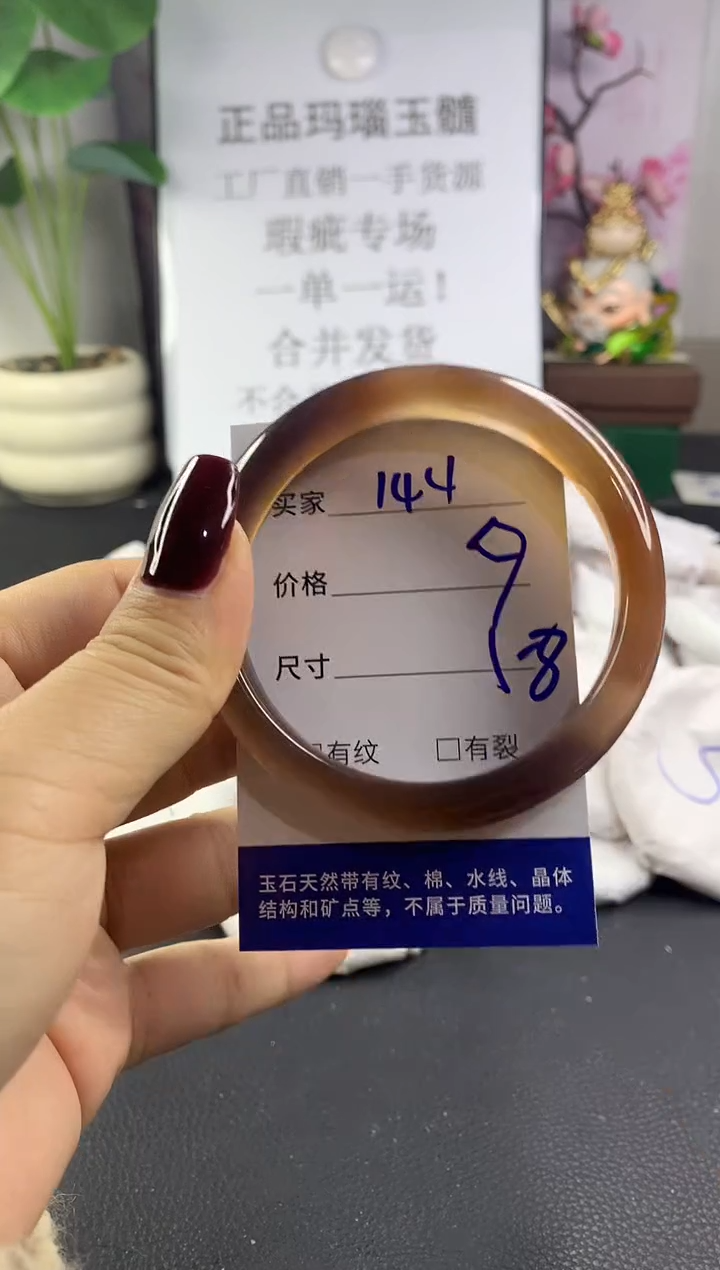 正品玛瑙玉髓
工厂直销一手货源
瑕疵专场
一单一运!
合并发货
不会
买家 144
价格
尺寸
98
有纹 □有裂
玉石天然带有纹、棉、水线、晶体
结构和矿点等，不属于质量问题。